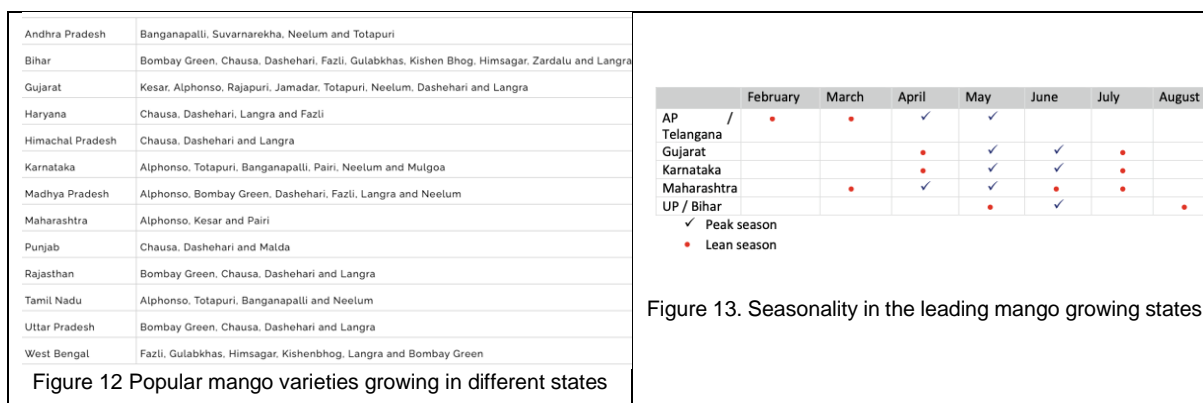 Andhra Pradesh Banganapalli, Suvarnarekha, Neelum and Totapuri
Bihar Bombay Green, Chausa, Dashehari, Fazli, Gulabkhas, Kishen Bhog, Himsagar, Zardalu and Langra
Gujarat Kesar, Alphonso, Rajapuri, Jamadar, Totapuri, Neelum, Dashehari and Langra
Haryana Chausa, Dashehari, Langra and Fazli
Himachal Pradesh Chausa, Dashehari and Langra
Karnataka Alphonso, Totapuri, Banganapalli, Pairi, Neelum and Mulgoa
Madhya Pradesh Alphonso, Bombay Green, Dashehari, Fazli, Langra and Neelum
Maharashtra Alphonso, Kesar and Pairi
Punjab Chausa, Dashehari and Malda
Rajasthan Bombay Green, Chausa, Dashehari and Langra
Tamil Nadu Alphonso, Totapuri, Banganapalli and Neelum
Uttar Pradesh Bombay Green, Chausa, Dashehari and Langra
West Bengal Fazli, Gulabkhas, Himsagar, Kishenbhog, Langra and Bombay Green
Figure 12 Popular mango varieties growing in different states
February March April May June July August
AP / • • ✓ ✓
Telangana
Gujarat • ✓ ✓ •
Karnataka • ✓ ✓ •
Maharashtra • ✓ ✓ • •
UP / Bihar • ✓ •
✓ Peak season
• Lean season
Figure 13. Seasonality in the leading mango growing states